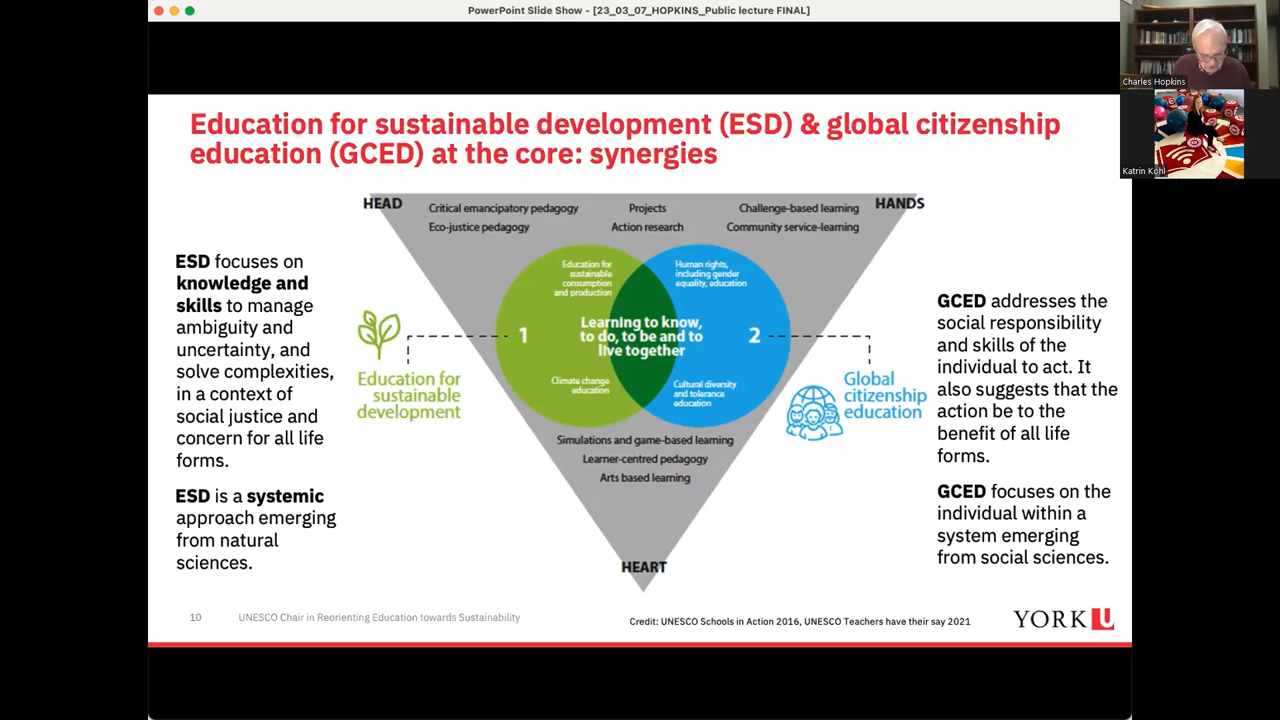 PowerPoint Slide Show - [23_03_07_HOPKINS_Public lecture FINAL]
Charles Hopkins
Katrin Kohl
Education for sustainable development (ESD) & global citizenship
education (GCED) at the core: synergies
HEAD
Critical emancipatory pedagogy
Eco-justice pedagogy
Projects
Action research
Challenge-based learning
Community service-learning
HANDS
ESD focuses on
knowledge and
skills to manage
ambiguity and
uncertainty, and
solve complexities,
in a context of
social justice and
concern for all life
forms.
ESD is a systemic
approach emerging
from natural
sciences.
Education for
sustainable
development
1
Education for
sustainable
consumption
and production
Climate change
education
Learning to know,
to do, to be and to
live together
Human rights,
including gender
equality, education
2
Cultural diversity
and tolerance
education
Global
citizenship
education
Simulations and game-based learning
Learner-centred pedagogy
Arts based learning
HEART
GCED addresses the
social responsibility
and skills of the
individual to act. It
also suggests that the
action be to the
benefit of all life
forms.
GCED focuses on the
individual within a
system emerging
from social sciences.
10
UNESCO Chair in Reorienting Education towards Sustainability
Credit: UNESCO Schools in Action 2016, UNESCO Teachers have their say 2021
YORK U